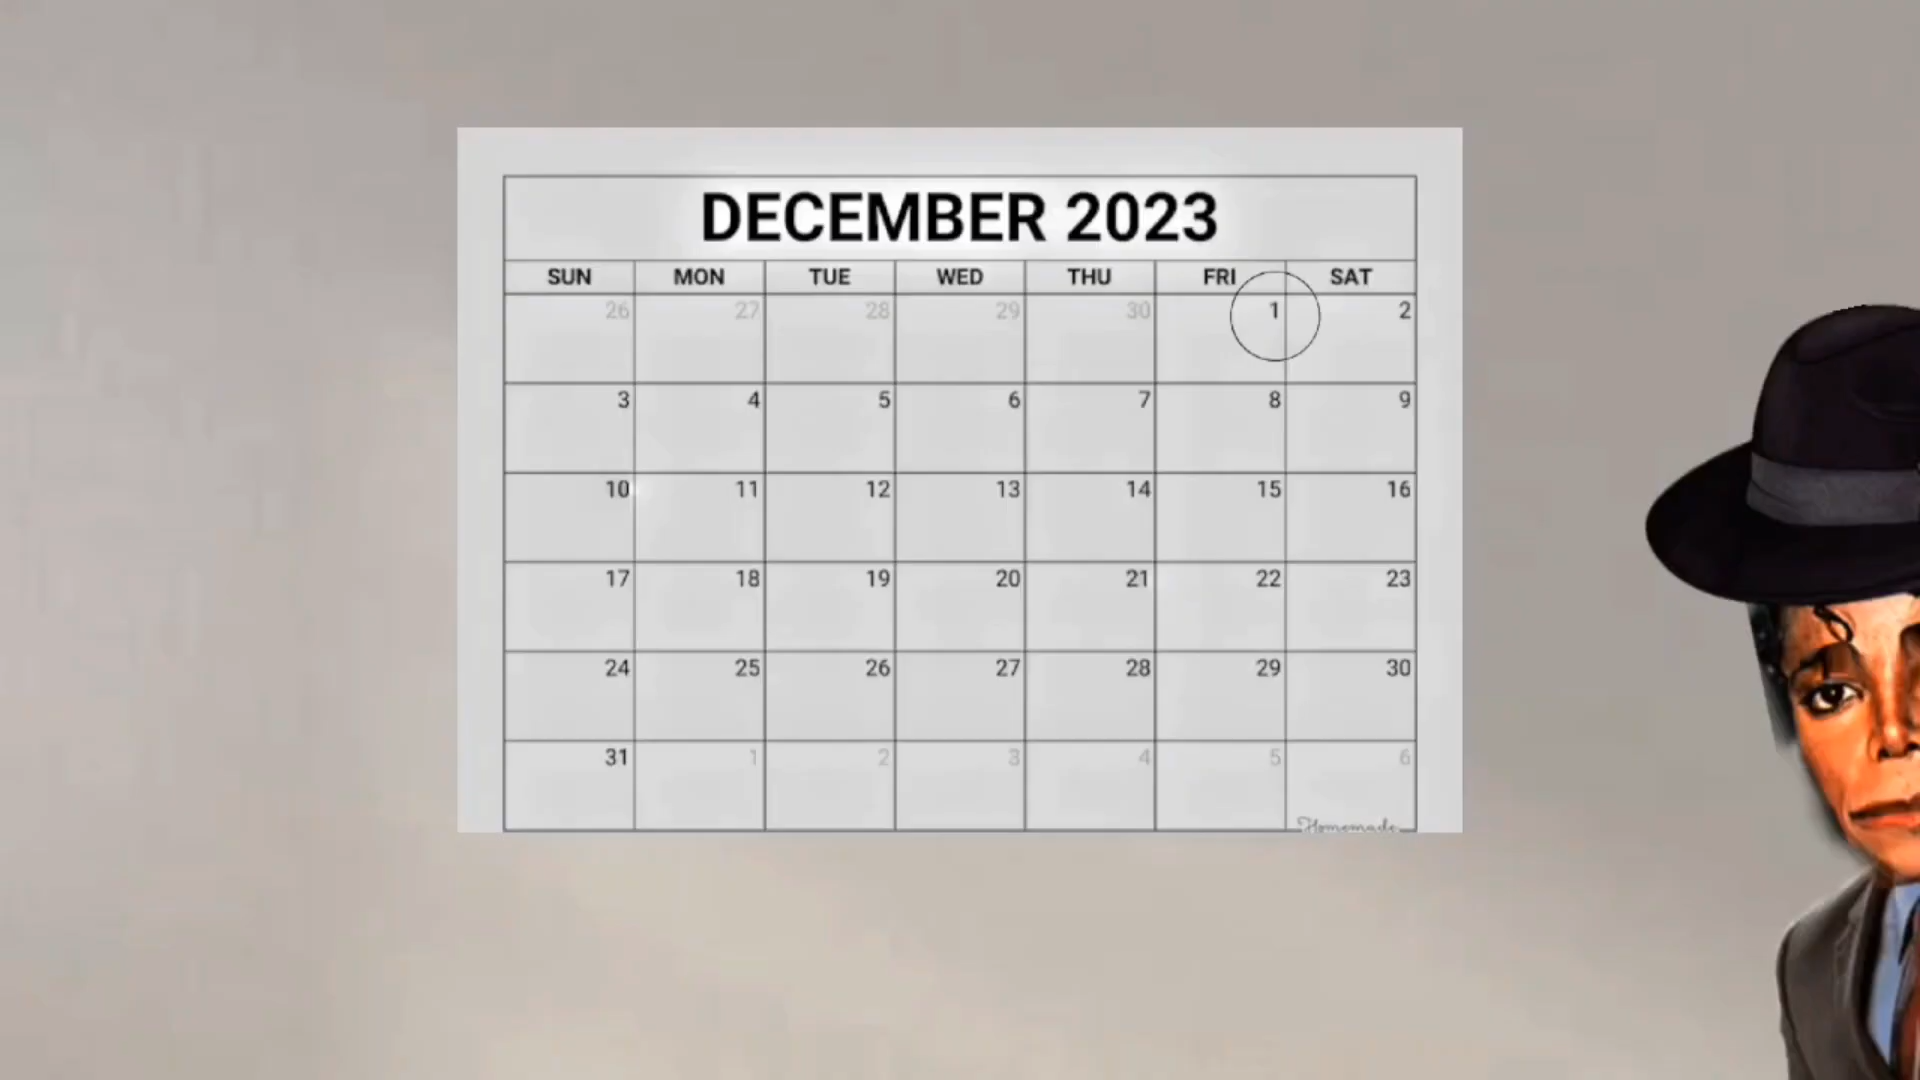 DECEMBER 2023
SUN MON TUE WED THU FRI SAT
26 27 28 29 30 1 2
3 4 5 6 7 8 9
10 11 12 13 14 15 16
17 18 19 20 21 22 23
24 25 26 27 28 29 30
31 1 2 3 4 5 6
Homemade